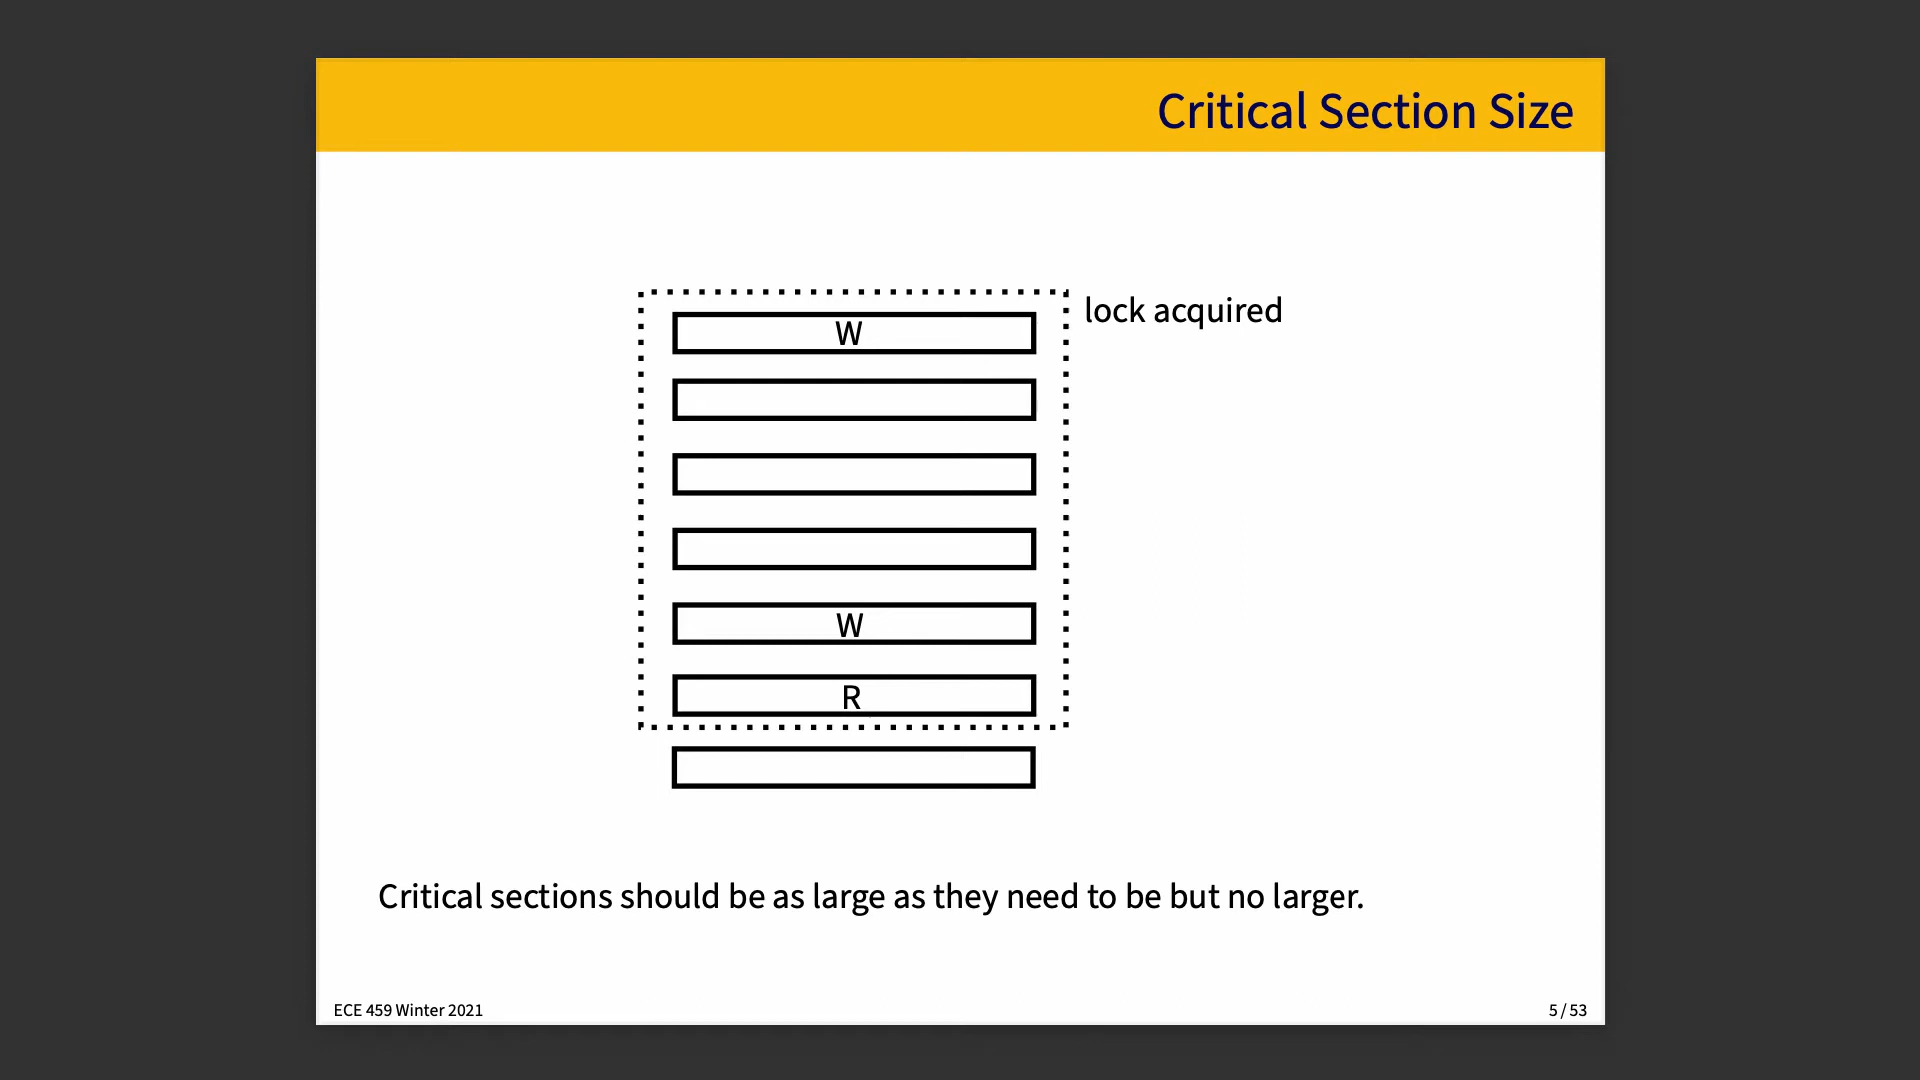 Critical Section Size
lock acquired
W
W
R
Critical sections should be as large as they need to be but no larger.
ECE 459 Winter 2021
5 / 53